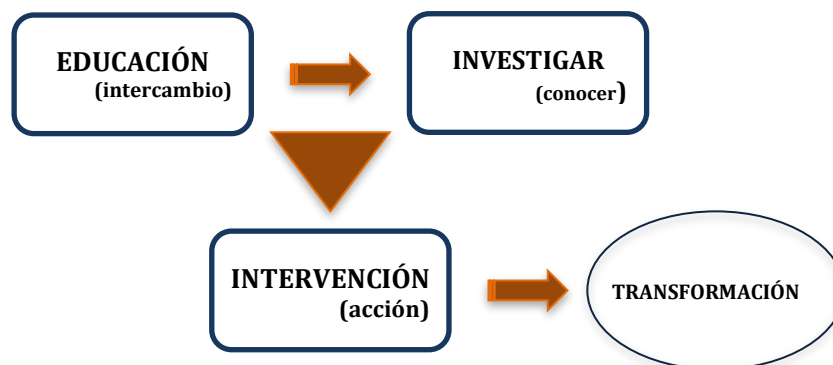 EDUCACIÓN
(intercambio)
INVESTIGAR
(conocer)
INTERVENCIÓN
(acción)
TRANSFORMACIÓN